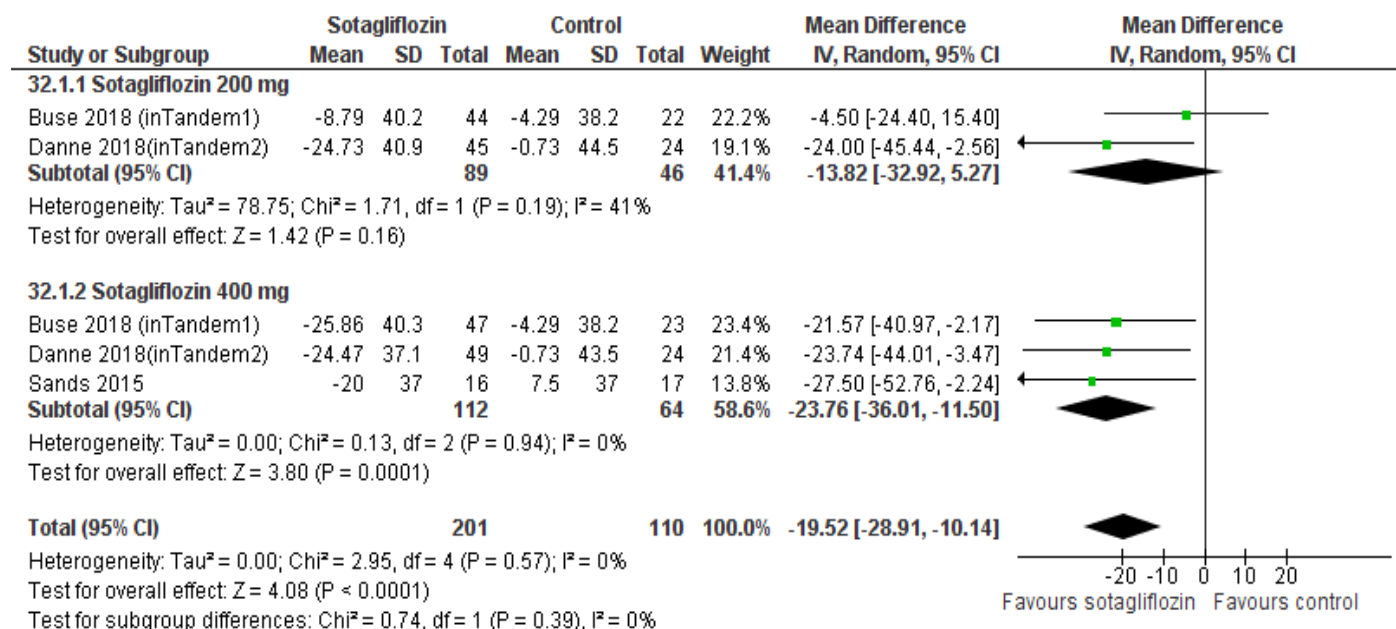 Sotagliflozin Control Mean Difference Mean Difference
Study or Subgroup Mean SD Total Mean SD Total Weight IV, Random, 95% CI IV, Random, 95% CI
32.1.1 Sotagliflozin 200 mg
Buse 2018 (inTandem1) -8.79 40.2 44 -4.29 38.2 22 22.2% -4.50 [-24.40, 15.40]
Danne 2018(inTandem2) -24.73 40.9 45 -0.73 44.5 24 19.1% -24.00 [-45.44, -2.56]
Subtotal (95% CI) 89 46 41.4% -13.82 [-32.92, 5.27]
Heterogeneity: Tau² = 78.75; Chi² = 1.71, df = 1 (P = 0.19); I² = 41%
Test for overall effect: Z = 1.42 (P = 0.16)
32.1.2 Sotagliflozin 400 mg
Buse 2018 (inTandem1) -25.86 40.3 47 -4.29 38.2 23 23.4% -21.57 [-40.97, -2.17]
Danne 2018(inTandem2) -24.47 37.1 49 -0.73 43.5 24 21.4% -23.74 [-44.01, -3.47]
Sands 2015 -20 37 16 7.5 37 17 13.8% -27.50 [-52.76, -2.24]
Subtotal (95% CI) 112 64 58.6% -23.76 [-36.01, -11.50]
Heterogeneity: Tau² = 0.00; Chi² = 0.13, df = 2 (P = 0.94); I² = 0%
Test for overall effect: Z = 3.80 (P = 0.0001)
Total (95% CI) 201 110 100.0% -19.52 [-28.91, -10.14]
Heterogeneity: Tau² = 0.00; Chi² = 2.95, df = 4 (P = 0.57); I² = 0%
Test for overall effect: Z = 4.08 (P < 0.0001)
Test for subgroup differences: Chi² = 0.74, df = 1 (P = 0.39), I² = 0%
-20 -10 0 10 20
Favours sotagliflozin Favours control